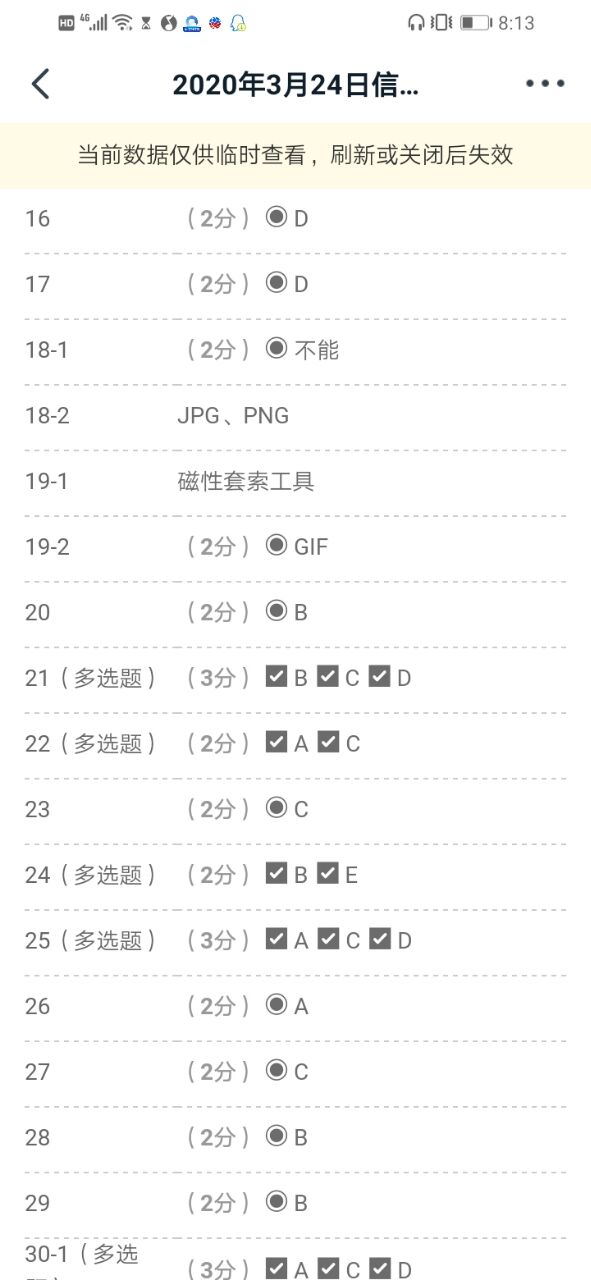 HD 4G 8:13
2020年3月24日信...
当前数据仅供临时查看，刷新或关闭后失效
16 （2分） D
17 （2分） D
18-1 （2分） 不能
18-2 JPG、PNG
19-1 磁性套索工具
19-2 （2分） GIF
20 （2分） B
21（多选题） （3分） B C D
22（多选题） （2分） A C
23 （2分） C
24（多选题） （2分） B E
25（多选题） （3分） A C D
26 （2分） A
27 （2分） C
28 （2分） B
29 （2分） B
30-1（多选 （3分） A C D